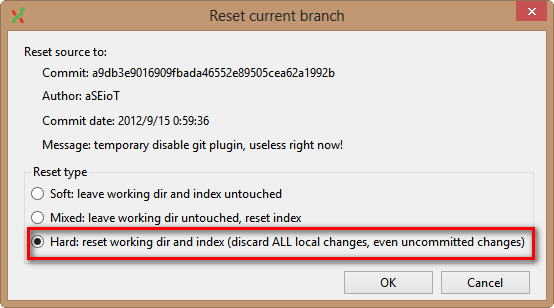 Reset current branch
Reset source to:
Commit: a9db3e9016909fbada46552e89505cea62a1992b
Author: aSEioT
Commit date: 2012/9/15 0:59:36
Message: temporary disable git plugin, useless right now!
Reset type
Soft: leave working dir and index untouched
Mixed: leave working dir untouched, reset index
Hard: reset working dir and index (discard ALL local changes, even uncommitted changes)
OK Cancel